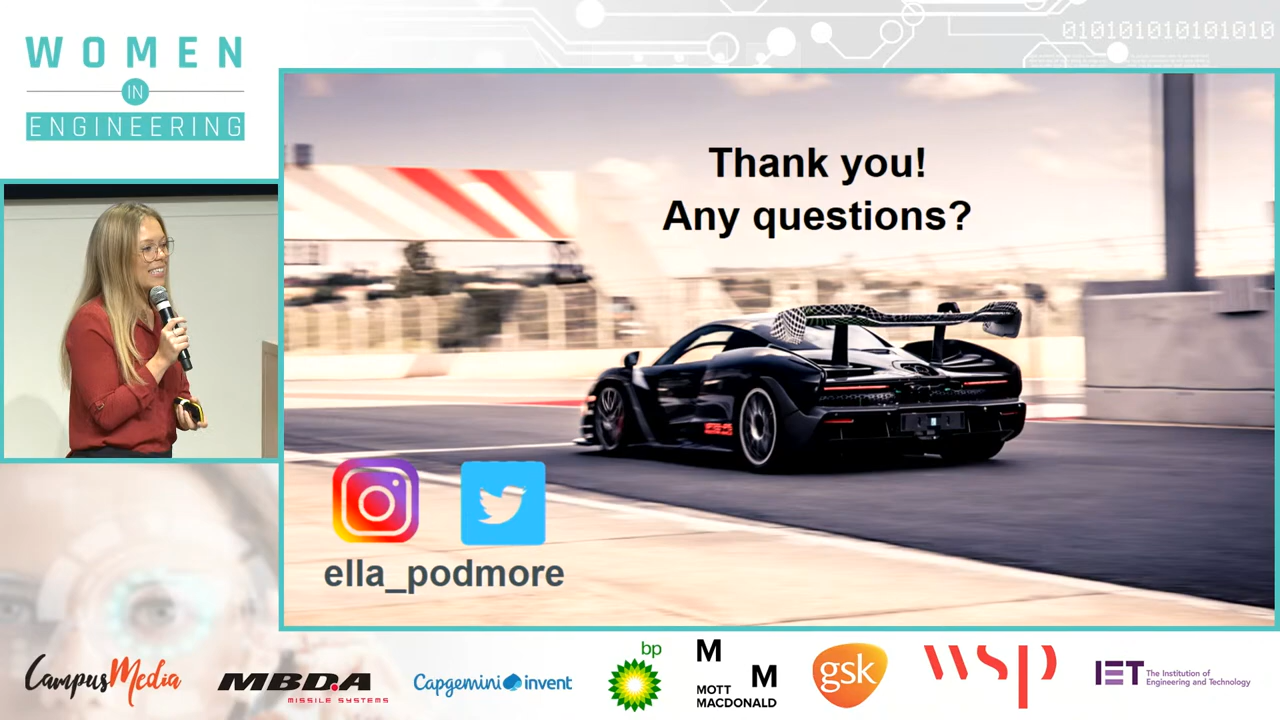 WOMEN
IN
ENGINEERING
010101010101010
Thank you!
Any questions?
ella_podmore
CampusMedia
MBDA
MISSILE SYSTEMS
Capgemini invent
bp
M
M
MOTT
MACDONALD
gsk
wsp
IET The Institution of
Engineering and Technology